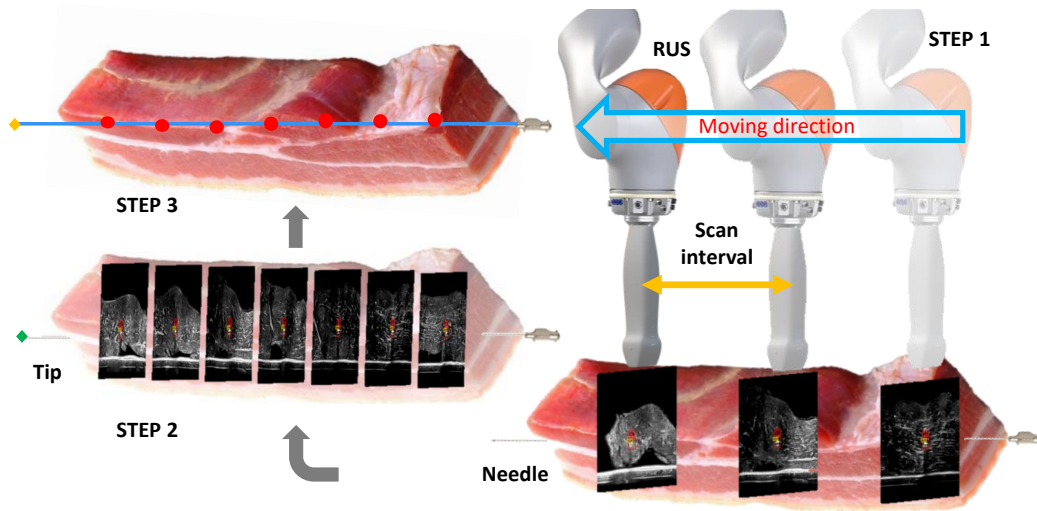 RUS
STEP 1
Moving direction
Scan
interval
STEP 3
Tip
STEP 2
Needle